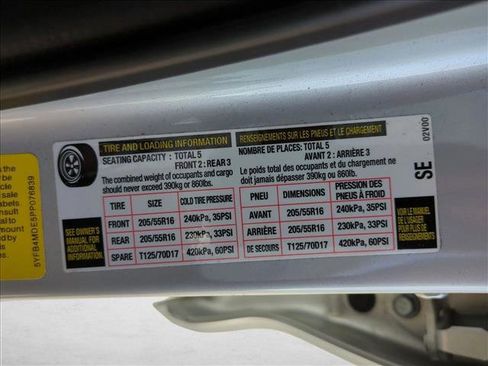 TIRE AND LOADING INFORMATION
SEATING CAPACITY : TOTAL 5
FRONT 2 : REAR 3
The combined weight of occupants and cargo
should never exceed 390kg or 860lbs.
SEE OWNER'S
MANUAL FOR
ADDITIONAL
INFORMATION.
TIRE SIZE COLD TIRE PRESSURE
FRONT 205/55R16 240kPa, 35PSI
REAR 205/55R16 230kPa, 33PSI
SPARE T125/70D17 420kPa, 60PSI
RENSEIGNEMENTS SUR LES PNEUS ET LE CHARGEMENT
NOMBRE DE PLACES: TOTAL 5
AVANT 2 : ARRIÈRE 3
Le poids total des occupants et du chargement ne
doit jamais dépasser 390kg or 860lb.
PNEU DIMENSIONS PRESSION DES
PNEUS À FROID
AVANT 205/55R16 240kPa, 35PSI
ARRIÈRE 205/55R16 230kPa, 33PSI
DE SECOURS T125/70D17 420kPa, 60PSI
VOIR LE MANUEL
DE L'USAGER
POUR PLUS DE
RENSEIGNEMENTS
SE
02V00
5YFB4MDE5PP076839